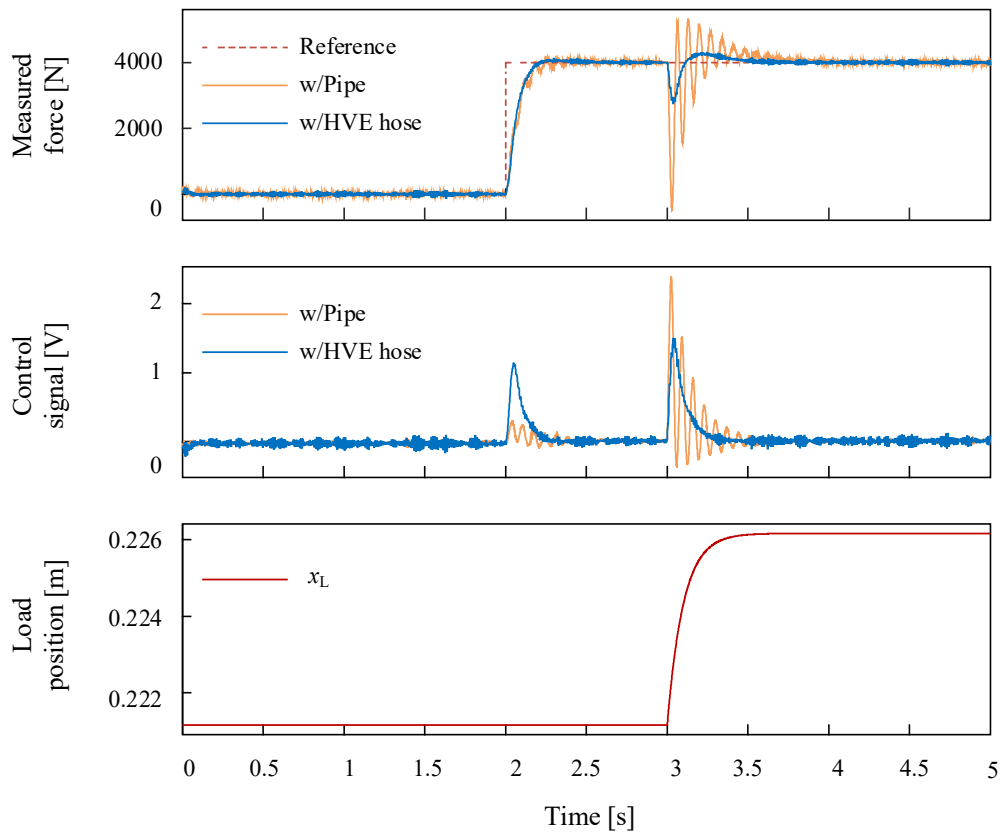 Measured
force [N]
4000
2000
0
Reference
w/Pipe
w/HVE hose
Control
signal [V]
2
1
0
w/Pipe
w/HVE hose
Load
position [m]
0.226
0.224
0.222
xL
0 0.5 1 1.5 2 2.5 3 3.5 4 4.5 5
Time [s]